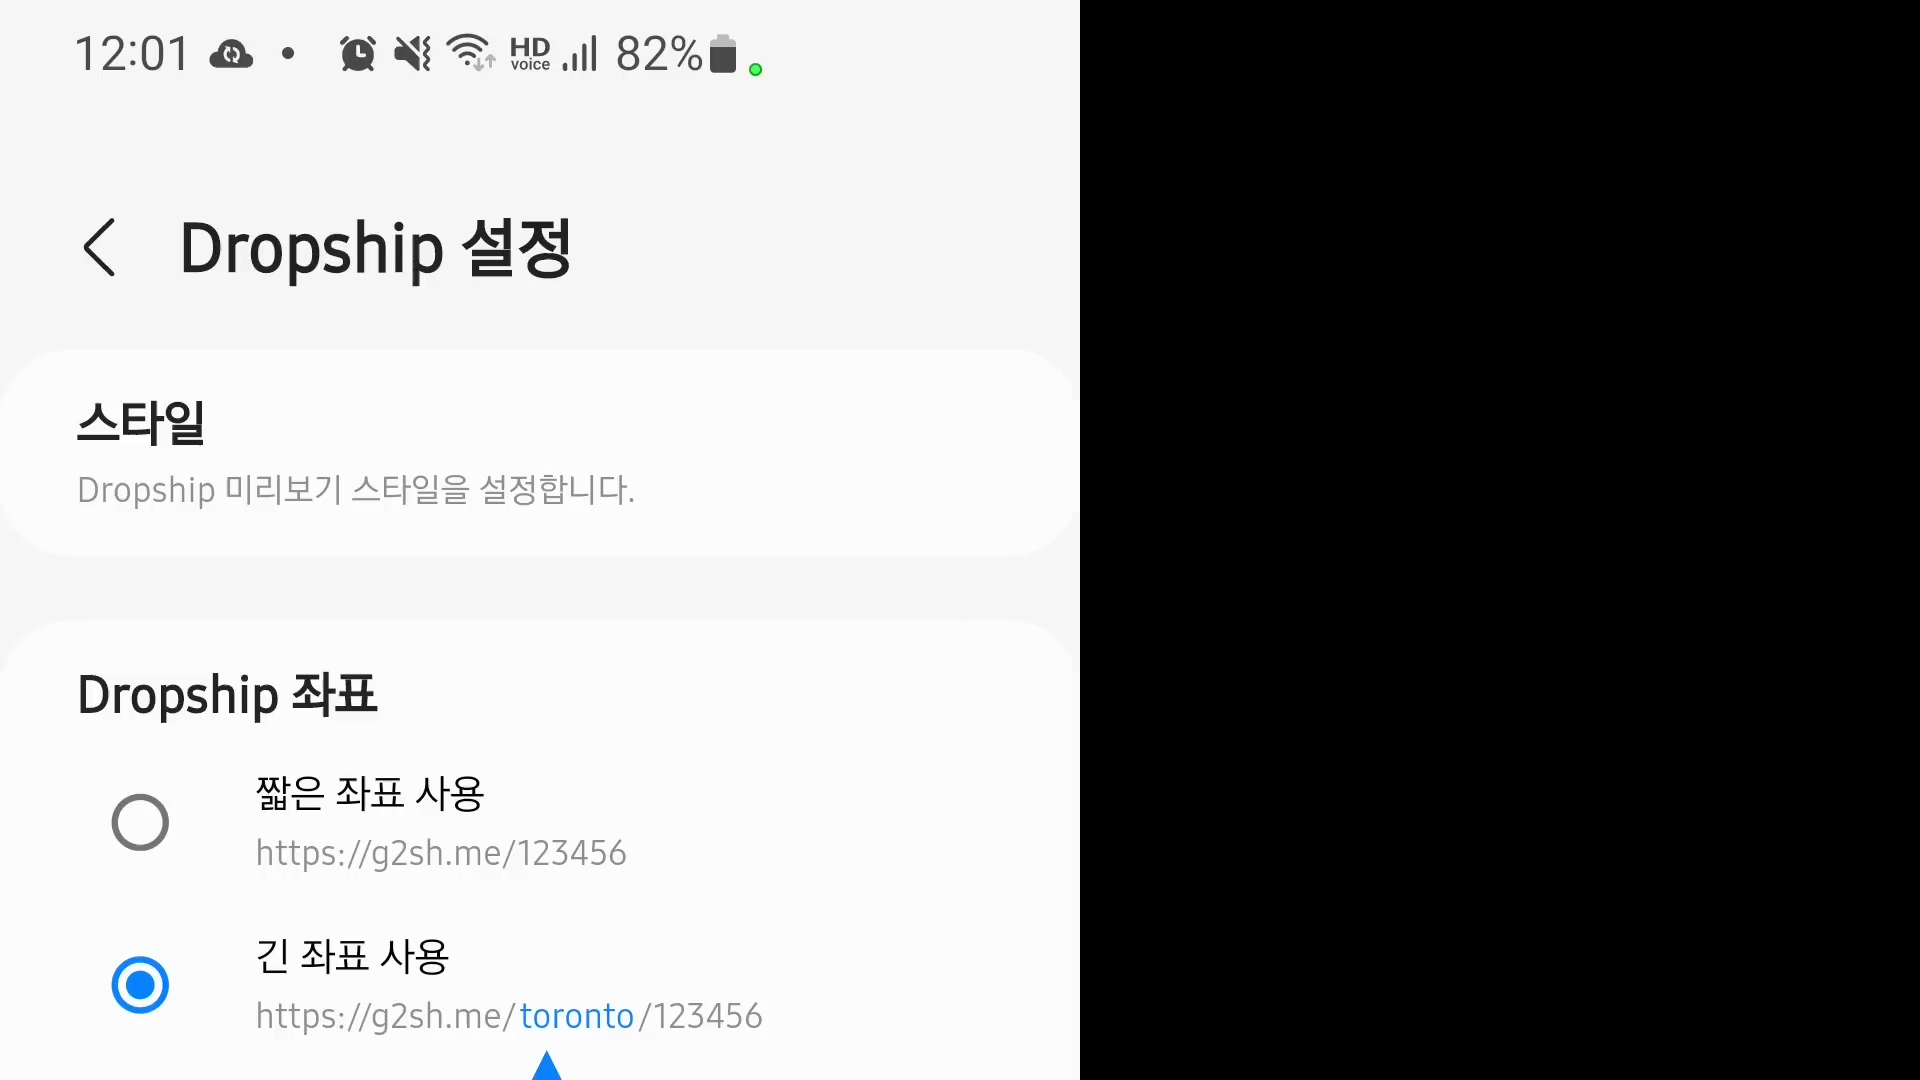 12:01 HD voice 82%
Dropship 설정
스타일
Dropship 미리보기 스타일을 설정합니다.
Dropship 좌표
짧은 좌표 사용
https://g2sh.me/123456
긴 좌표 사용
https://g2sh.me/toronto/123456